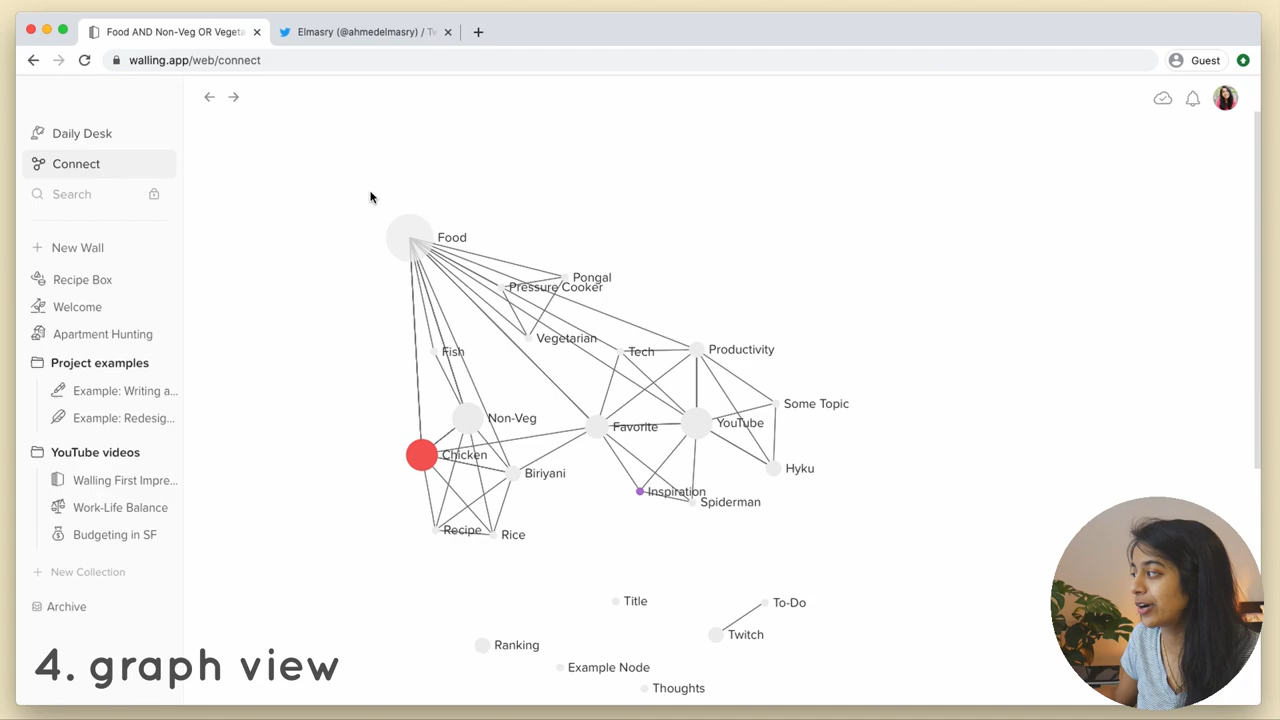 Food AND Non-Veg OR Vegeta
Elmasry (@ahmedelmasry) / Tw
walling.app/web/connect
Guest
Daily Desk
Connect
Search
New Wall
Recipe Box
Welcome
Apartment Hunting
Project examples
Example: Writing a...
Example: Redesig...
YouTube videos
Walling First Impre...
Work-Life Balance
Budgeting in SF
New Collection
Archive
Food
Pongal
Pressure Cooker
Vegetarian
Fish
Tech
Productivity
Some Topic
Non-Veg
Favorite
YouTube
Chicken
Biriyani
Hyku
Inspiration
Spiderman
Recipe
Rice
Title
To-Do
Ranking
Twitch
Example Node
Thoughts
4. graph view